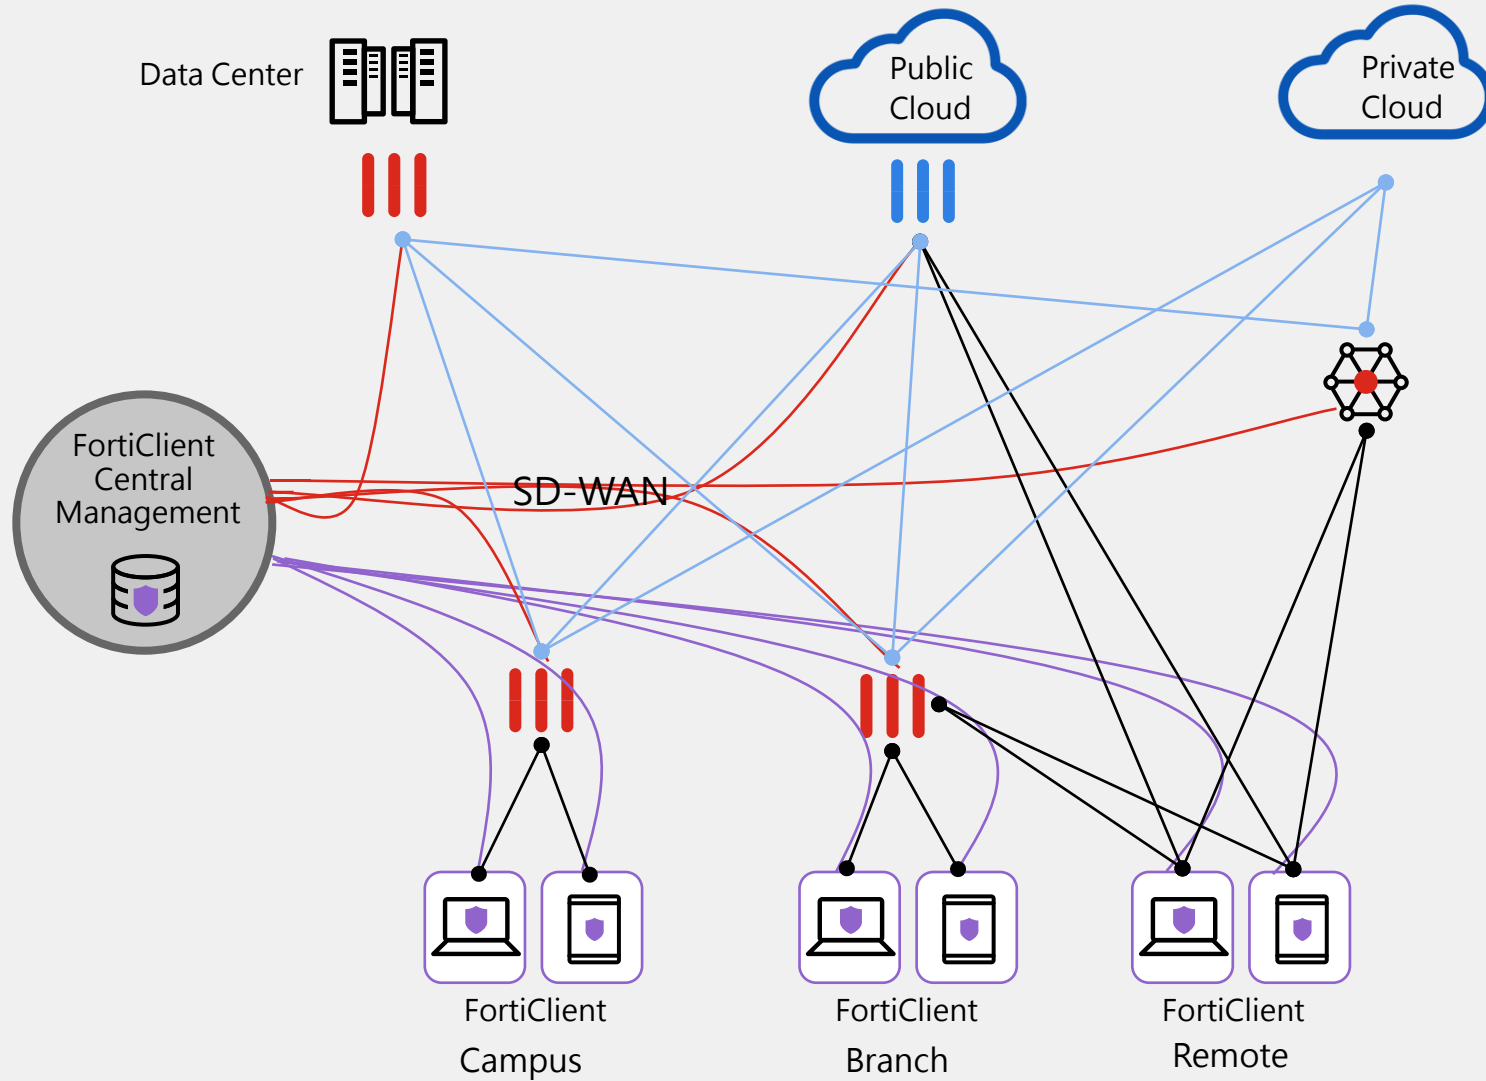 Data Center
Public
Cloud
Private
Cloud
FortiClient
Central
Management
SD-WAN
FortiClient
Campus
FortiClient
Branch
FortiClient
Remote